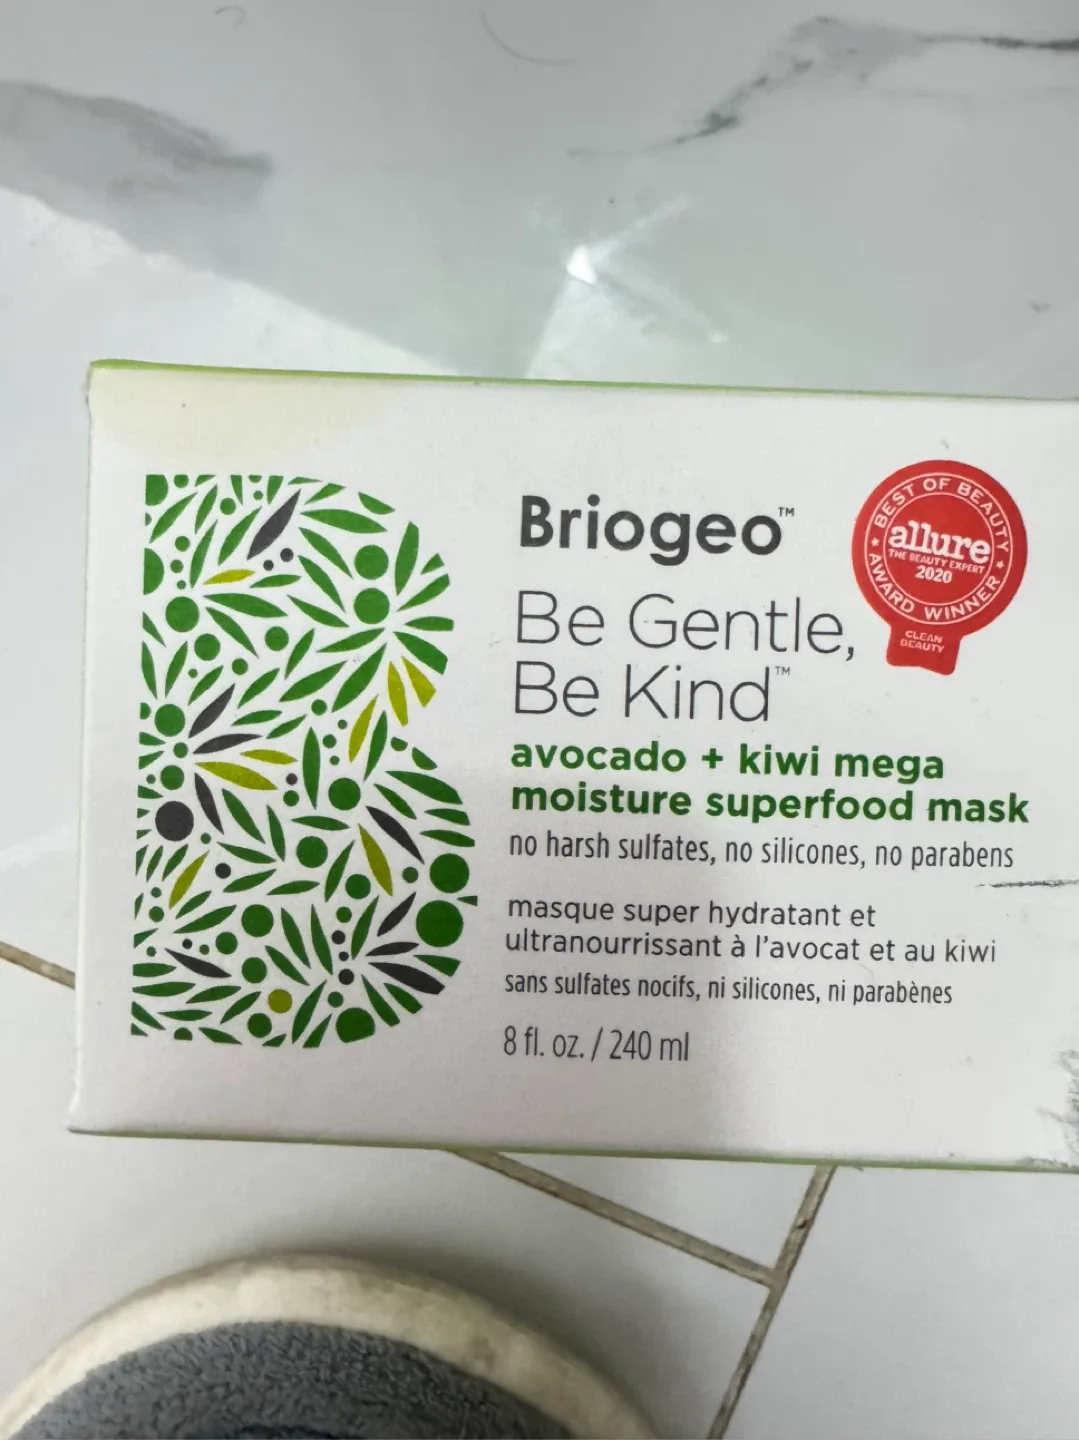 Briogeo™
Be Gentle,
Be Kind™
avocado + kiwi mega
moisture superfood mask
no harsh sulfates, no silicones, no parabens
masque super hydratant et
ultranourrissant à l'avocat et au kiwi
sans sulfates nocifs, ni silicones, ni parabènes
8 fl. oz. / 240 ml
BEST OF BEAUTY
allure
THE BEAUTY EXPERT
2020
AWARD WINNER
CLEAN
BEAUTY